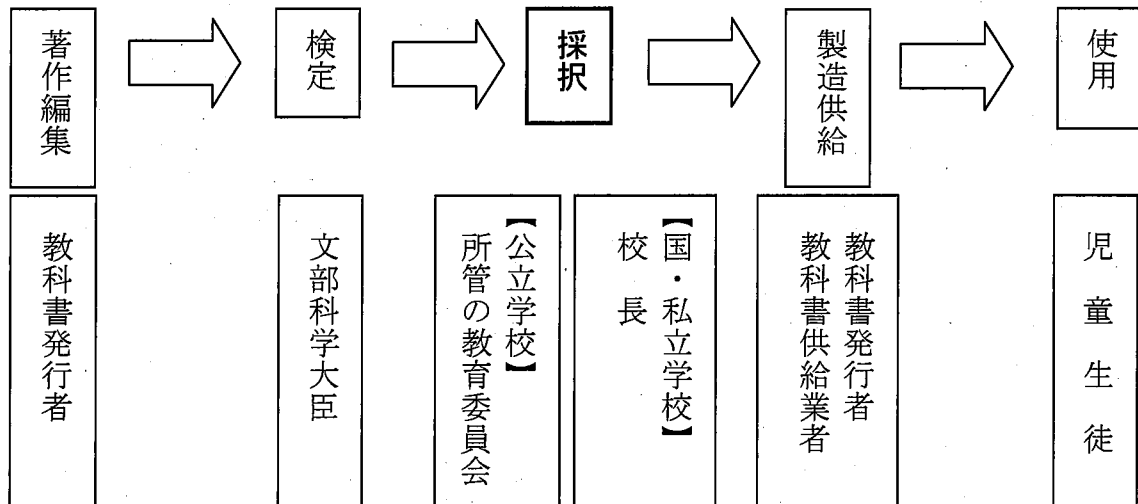 著作編集
検定
採択
製造供給
使用
教科書発行者
文部科学大臣
【公立学校】
所管の教育委員会
【国・私立学校】
校長
教科書発行者
教科書供給業者
児童生徒